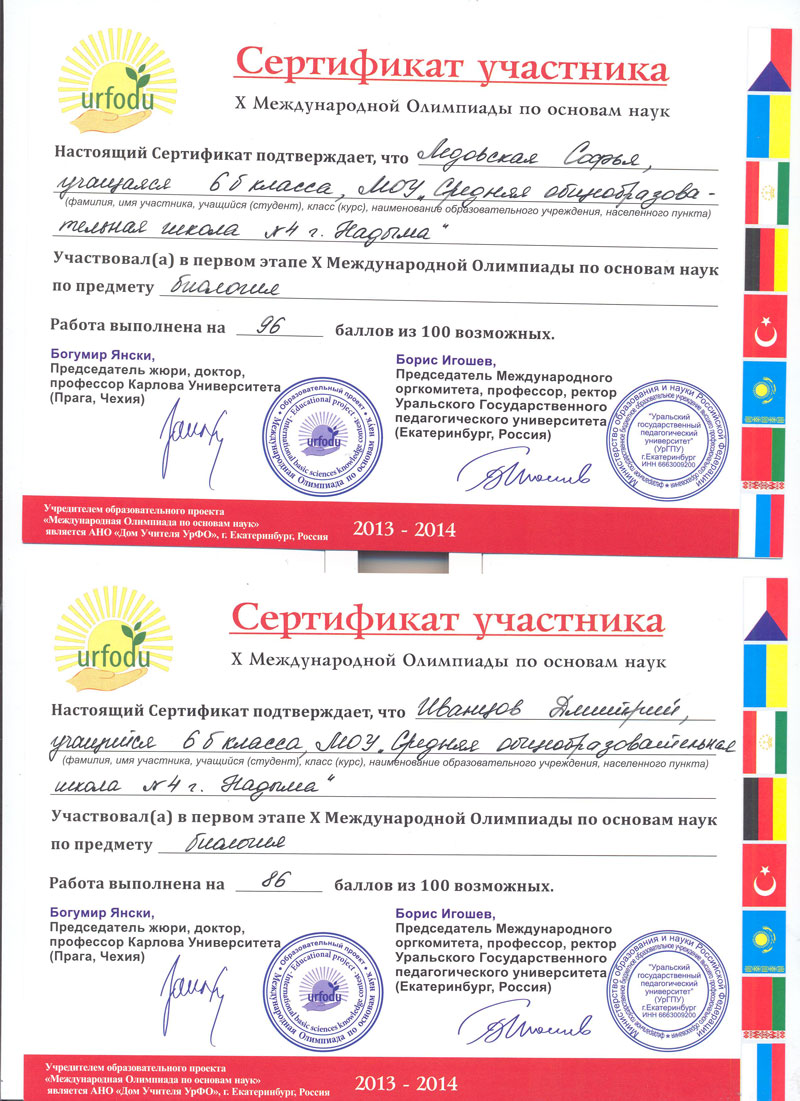 urfodu
Сертификат участника
X Международной Олимпиады по основам наук
Настоящий Сертификат подтверждает, что Ледовская Софья,
учащаяся 6 б класса, МОУ „Средняя общеобразова -
(фамилия, имя участника, учащийся (студент), класс (курс), наименование образовательного учреждения, населенного пункта)
тельная школа №4 г. Надыма“
Участвовал(а) в первом этапе X Международной Олимпиады по основам наук
по предмету биология
Работа выполнена на 96 баллов из 100 возможных.
Богумир Янски,
Председатель жюри, доктор,
профессор Карлова Университета
(Прага, Чехия)
Борис Игошев,
Председатель Международного
оргкомитета, профессор, ректор
Уральского Государственного
педагогического университета
(Екатеринбург, Россия)
Образовательный проект
Международная Олимпиада по основам наук
Educational project
International basic sciences knowledge contest
urfodu
Министерство образования и науки Российской Федерации
"Уральский
государственный
педагогический
университет"
(УрГПУ)
г.Екатеринбург
ИНН 6663009200
Учредителем образовательного проекта
«Международная Олимпиада по основам наук»
является АНО «Дом Учителя УрФО», г. Екатеринбург, Россия
2013 - 2014
urfodu
Сертификат участника
X Международной Олимпиады по основам наук
Настоящий Сертификат подтверждает, что Иванцов Дмитрий,
учащийся 6 б класса, МОУ „Средняя общеобразовательная
(фамилия, имя участника, учащийся (студент), класс (курс), наименование образовательного учреждения, населенного пункта)
школа №4 г. Надыма“
Участвовал(а) в первом этапе X Международной Олимпиады по основам наук
по предмету биология
Работа выполнена на 86 баллов из 100 возможных.
Богумир Янски,
Председатель жюри, доктор,
профессор Карлова Университета
(Прага, Чехия)
Борис Игошев,
Председатель Международного
оргкомитета, профессор, ректор
Уральского Государственного
педагогического университета
(Екатеринбург, Россия)
Образовательный проект
Международная Олимпиада по основам наук
Educational project
International basic sciences knowledge contest
urfodu
Министерство образования и науки Российской Федерации
"Уральский
государственный
педагогический
университет"
(УрГПУ)
г.Екатеринбург
ИНН 6663009200
Учредителем образовательного проекта
«Международная Олимпиада по основам наук»
является АНО «Дом Учителя УрФО», г. Екатеринбург, Россия
2013 - 2014